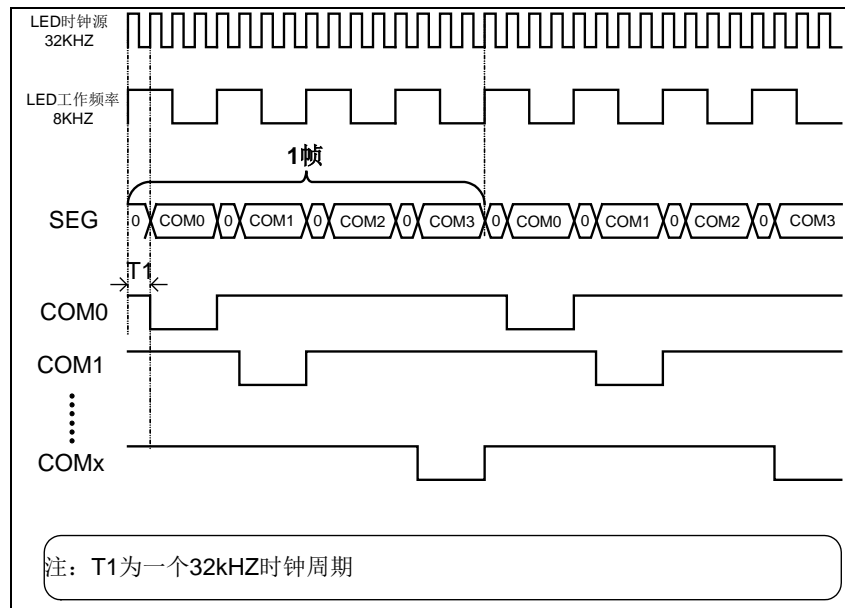 LED时钟源
32KHZ
LED工作频率
8KHZ
1帧
SEG
0 COM0 0 COM1 0 COM2 0 COM3 0 COM0 0 COM1 0 COM2 0 COM3
T1
COM0
COM1
COMx
注：T1为一个32kHZ时钟周期